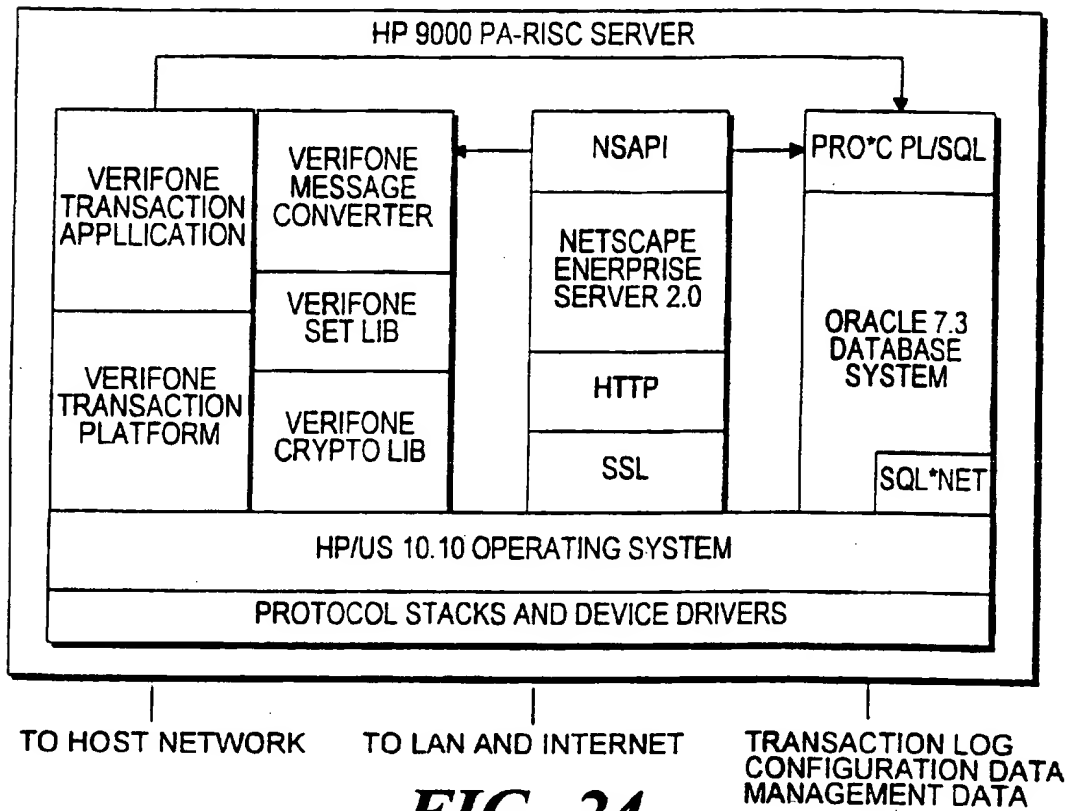 HP 9000 PA-RISC SERVER
VERIFONE
TRANSACTION
APPLLICATION
VERIFONE
TRANSACTION
PLATFORM
VERIFONE
MESSAGE
CONVERTER
VERIFONE
SET LIB
VERIFONE
CRYPTO LIB
NSAPI
NETSCAPE
ENERPRISE
SERVER 2.0
HTTP
SSL
PRO*C PL/SQL
ORACLE 7.3
DATABASE
SYSTEM
SQL*NET
HP/US 10.10 OPERATING SYSTEM
PROTOCOL STACKS AND DEVICE DRIVERS
TO HOST NETWORK
TO LAN AND INTERNET
TRANSACTION LOG
CONFIGURATION DATA
MANAGEMENT DATA
FIG. 24